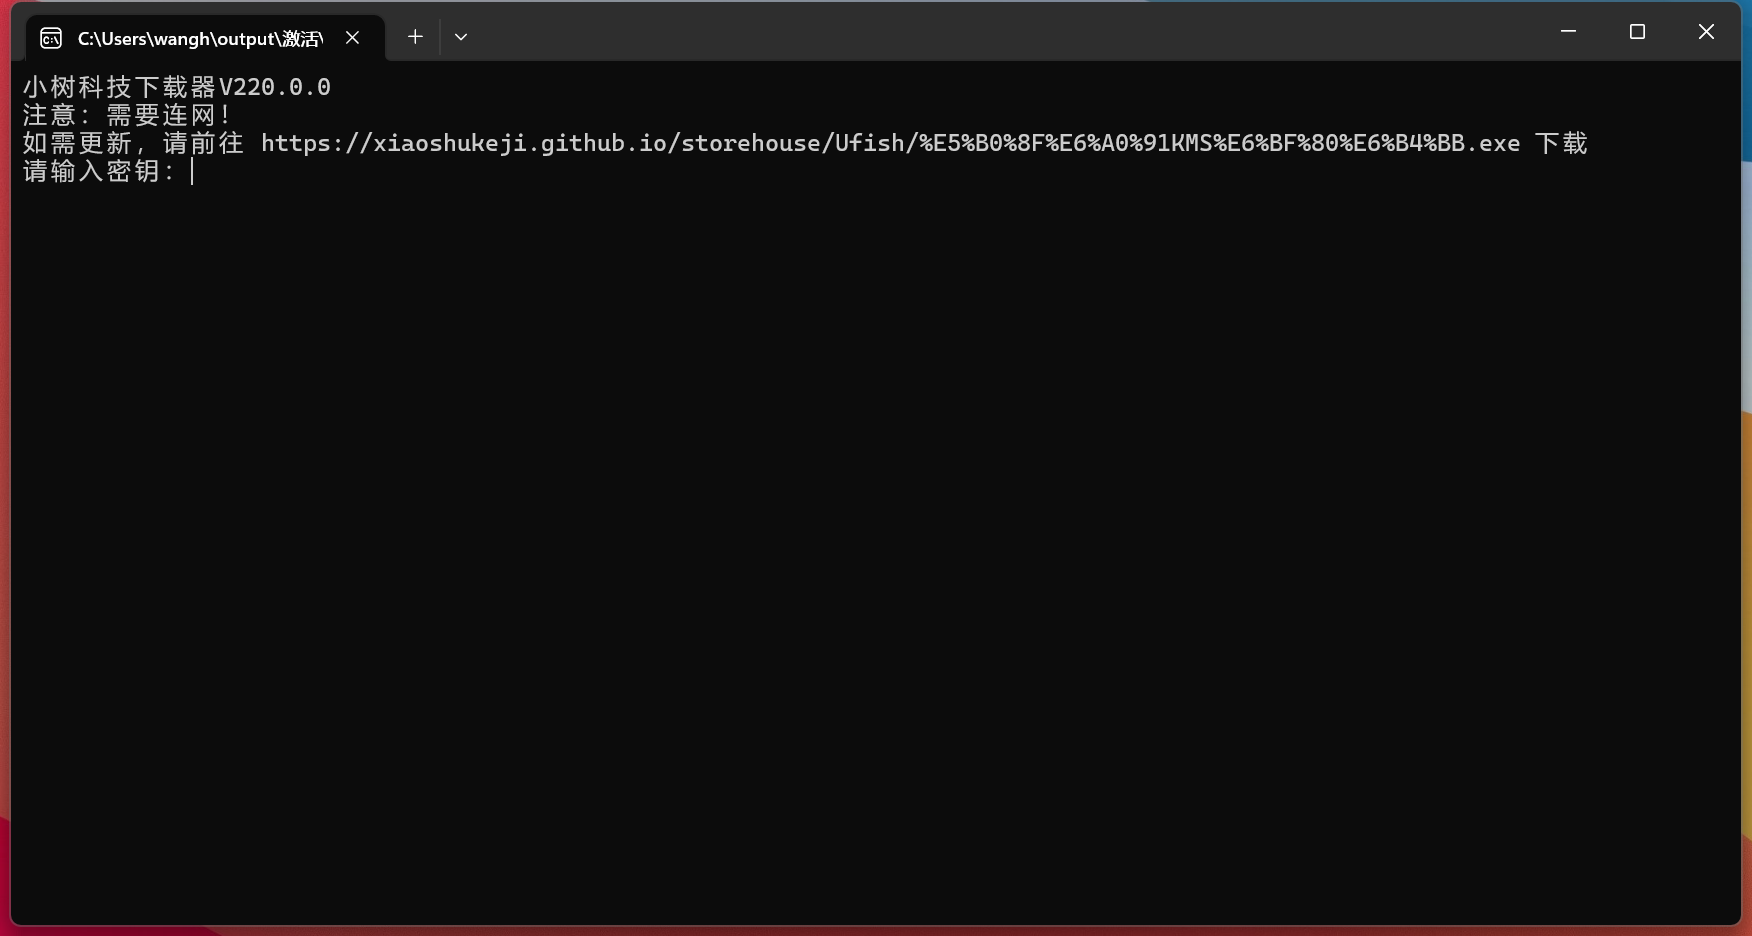 C:\Users\wangh\output\激活\
小树科技下载器V220.0.0
注意：需要连网！
如需更新，请前往 https://xiaoshukeji.github.io/storehouse/Ufish/%E5%B0%8F%E6%A0%91KMS%E6%BF%80%E6%B4%BB.exe 下载
请输入密钥：